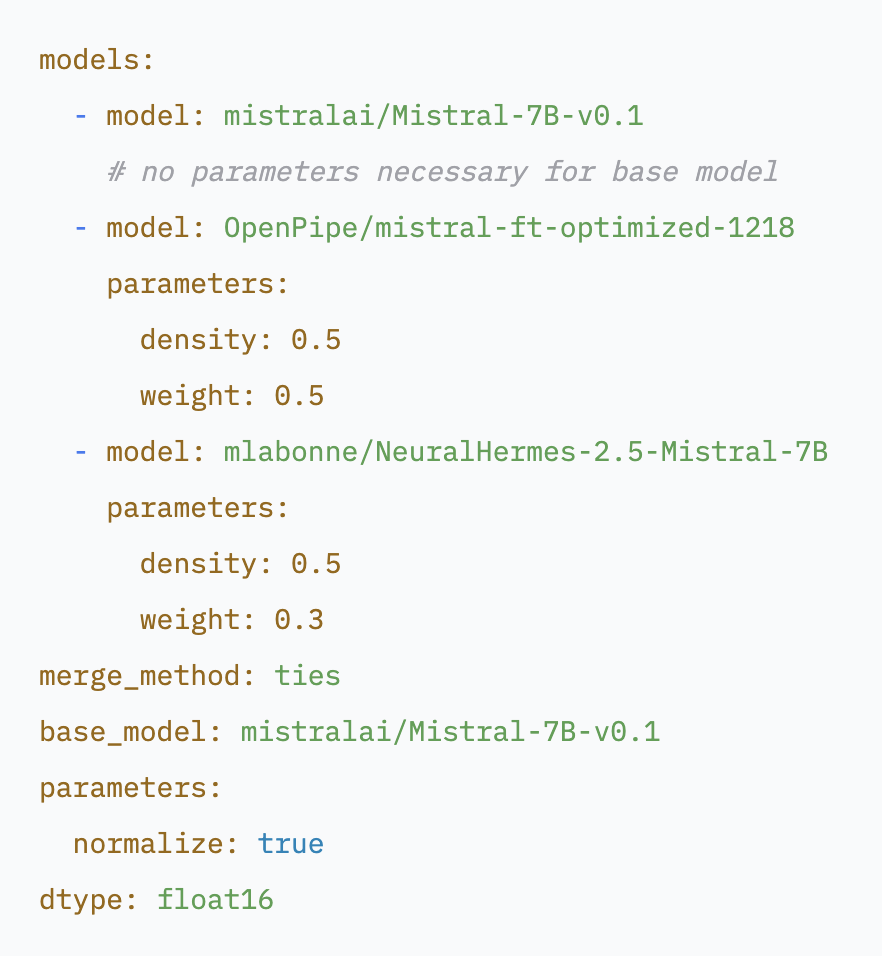 models:
  - model: mistralai/Mistral-7B-v0.1
    # no parameters necessary for base model
  - model: OpenPipe/mistral-ft-optimized-1218
    parameters:
      density: 0.5
      weight: 0.5
  - model: mlabonne/NeuralHermes-2.5-Mistral-7B
    parameters:
      density: 0.5
      weight: 0.3
merge_method: ties
base_model: mistralai/Mistral-7B-v0.1
parameters:
  normalize: true
dtype: float16